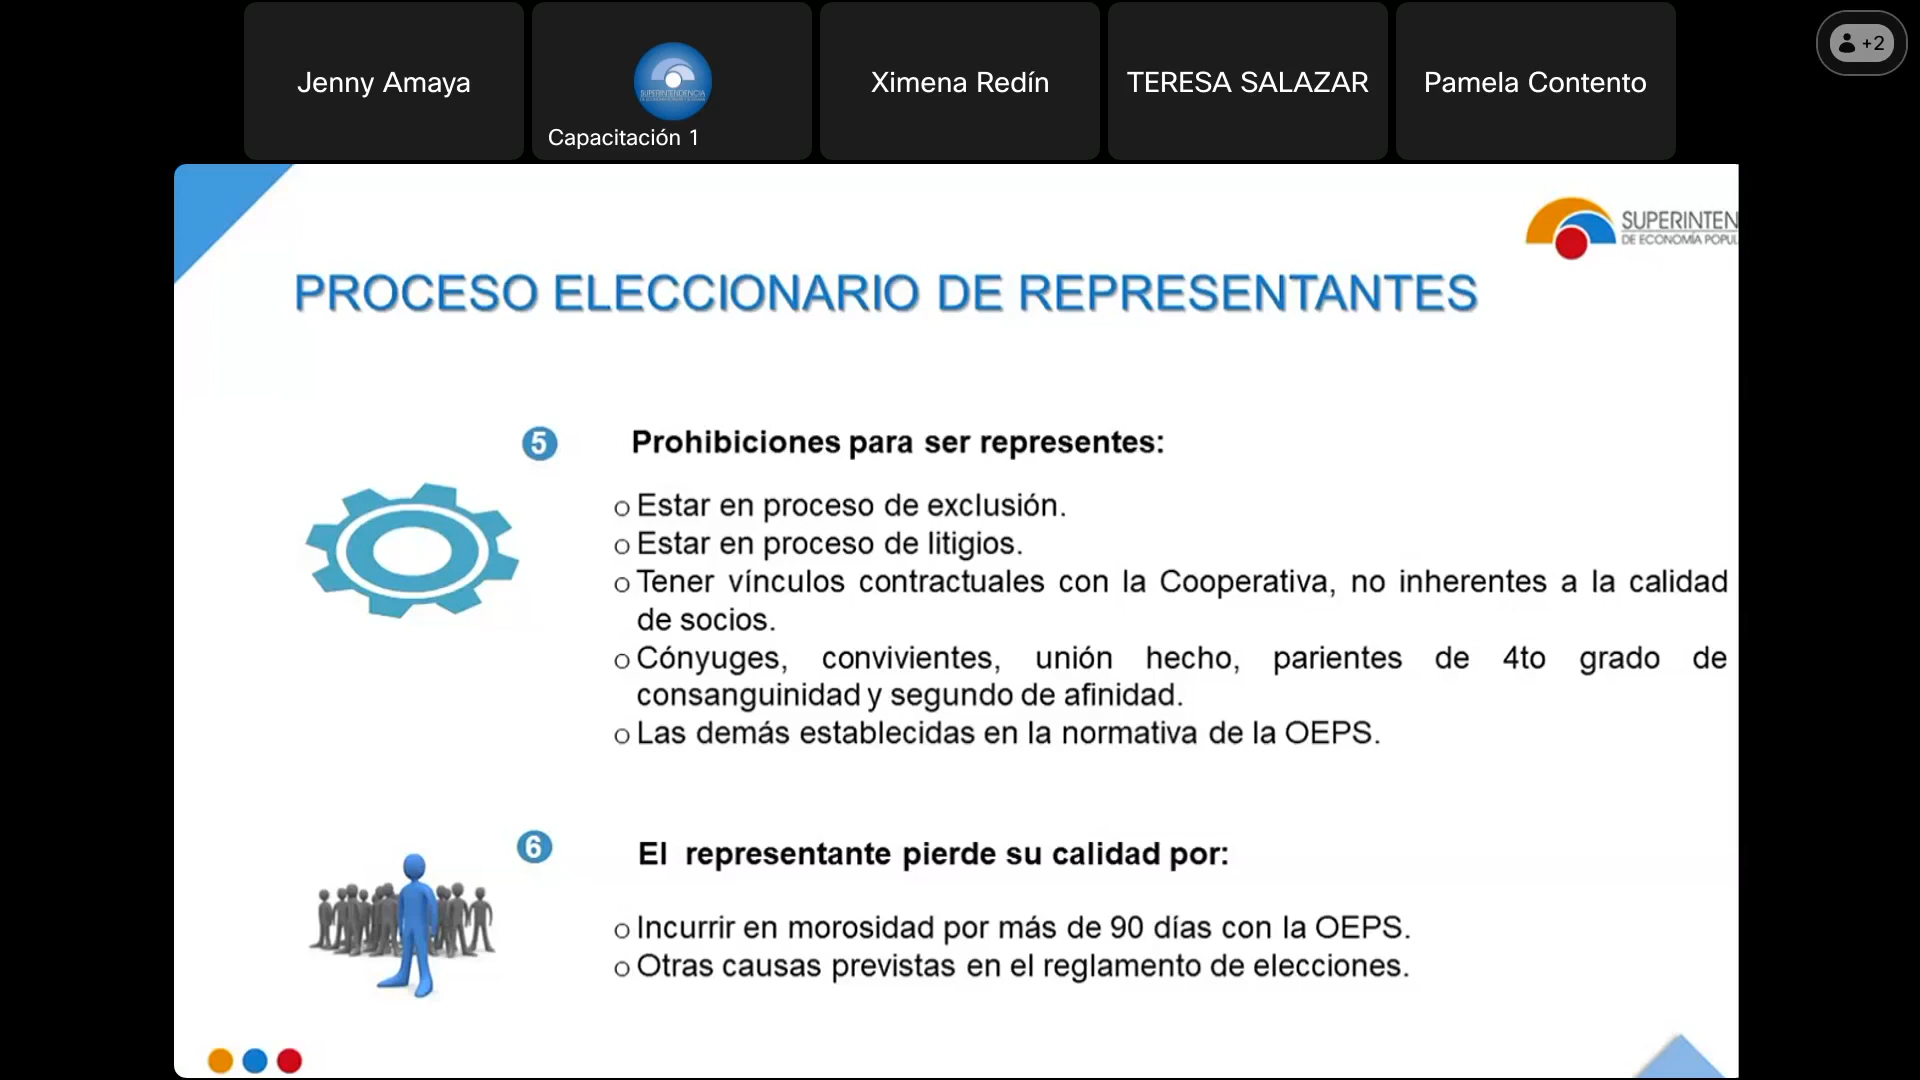 Jenny Amaya
SUPERINTENDENCIA
Capacitación 1
Ximena Redín
TERESA SALAZAR
Pamela Contento
+2
SUPERINTEN
DE ECONOMÍA POPUL
PROCESO ELECCIONARIO DE REPRESENTANTES
5
Prohibiciones para ser represententes:
o Estar en proceso de exclusión.
o Estar en proceso de litigios.
o Tener vínculos contractuales con la Cooperativa, no inherentes a la calidad
de socios.
o Cónyuges, convivientes, unión hecho, parientes de 4to grado de
consanguinidad y segundo de afinidad.
o Las demás establecidas en la normativa de la OEPS.
6
El representante pierde su calidad por:
o Incurrir en morosidad por más de 90 días con la OEPS.
o Otras causas previstas en el reglamento de elecciones.